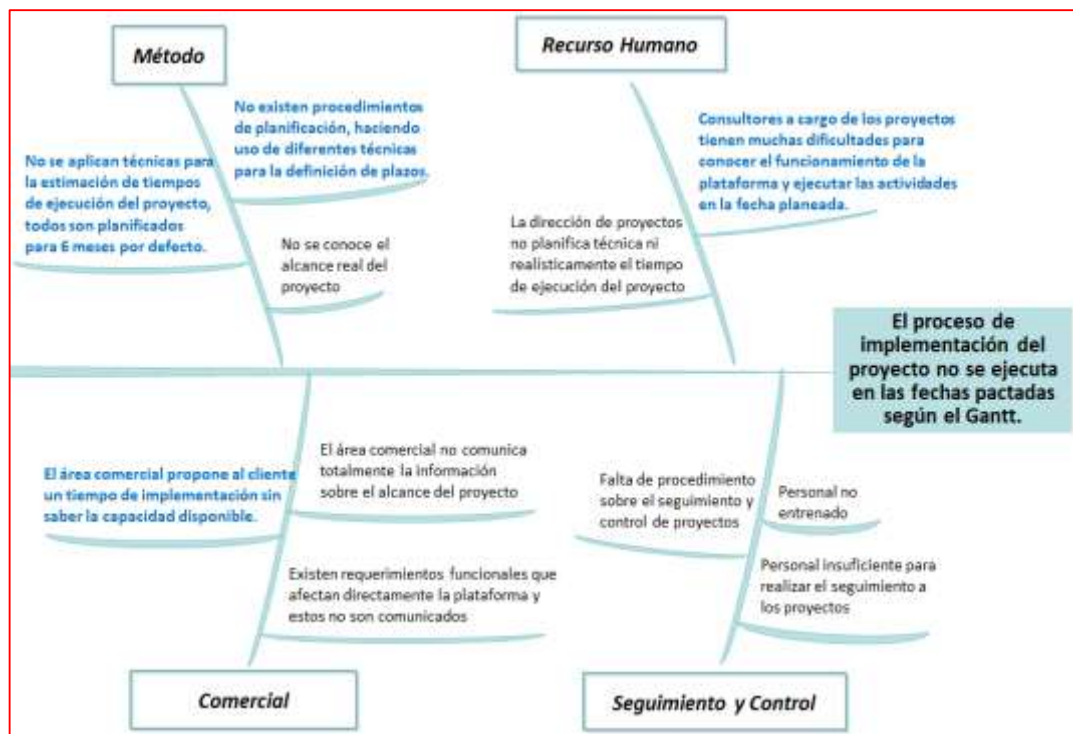 Método
No existen procedimientos
de planificación, haciendo
uso de diferentes técnicas
para la definición de plazos.
No se aplican técnicas para
la estimación de tiempos
de ejecución del proyecto,
todos son planificados
para 6 meses por defecto.
No se conoce el
alcance real del
proyecto
Recurso Humano
Consultores a cargo de los proyectos
tienen muchas dificultades para
conocer el funcionamiento de la
plataforma y ejecutar las actividades
en la fecha planeada.
La dirección de proyectos
no planifica técnica ni
realísticamente el tiempo
de ejecución del proyecto
El proceso de
implementación del
proyecto no se ejecuta
en las fechas pactadas
según el Gantt.
El área comercial propone al cliente
un tiempo de implementación sin
saber la capacidad disponible.
El área comercial no comunica
totalmente la información
sobre el alcance del proyecto
Existen requerimientos funcionales que
afectan directamente la plataforma y
estos no son comunicados
Comercial
Falta de procedimiento
sobre el seguimiento y
control de proyectos
Personal no
entrenado
Personal insuficiente para
realizar el seguimiento a
los proyectos
Seguimiento y Control